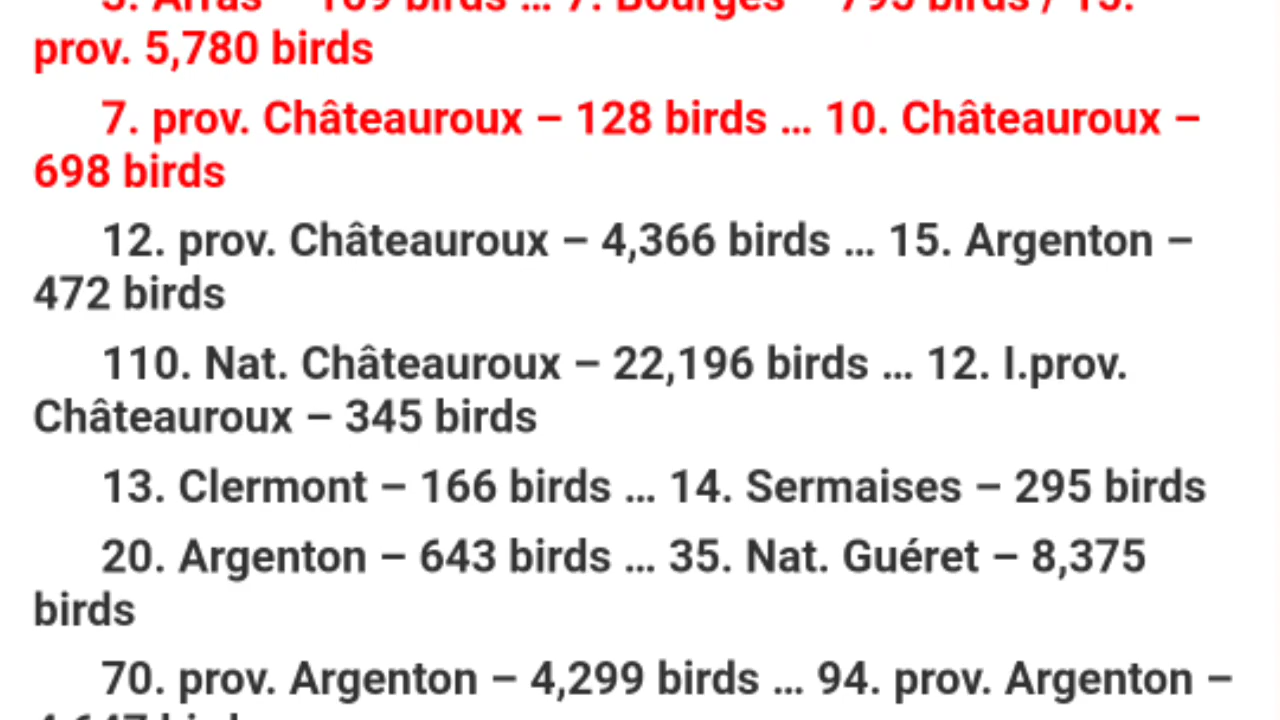 prov. 5,780 birds
7. prov. Châteauroux – 128 birds ... 10. Châteauroux –
698 birds
12. prov. Châteauroux – 4,366 birds ... 15. Argenton –
472 birds
110. Nat. Châteauroux – 22,196 birds ... 12. I.prov.
Châteauroux – 345 birds
13. Clermont – 166 birds ... 14. Sermaises – 295 birds
20. Argenton – 643 birds ... 35. Nat. Guéret – 8,375
birds
70. prov. Argenton – 4,299 birds ... 94. prov. Argenton –